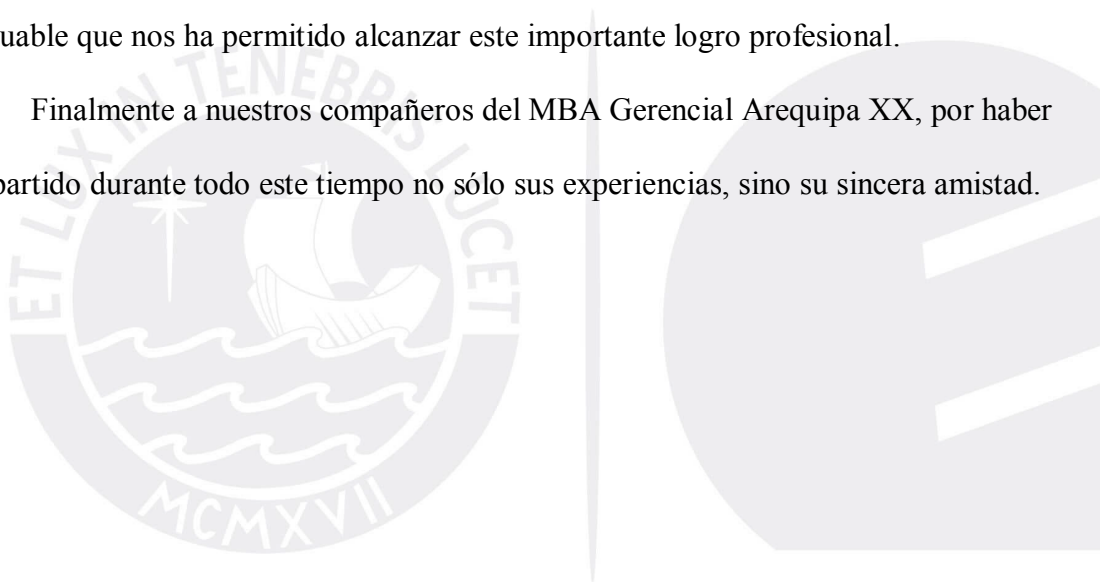 uable que nos ha permitido alcanzar este importante logro profesional.
Finalmente a nuestros compañeros del MBA Gerencial Arequipa XX, por haber
partido durante todo este tiempo no sólo sus experiencias, sino su sincera amistad.
ET LUX IN TENEBRIS LUCET
MCMXVII